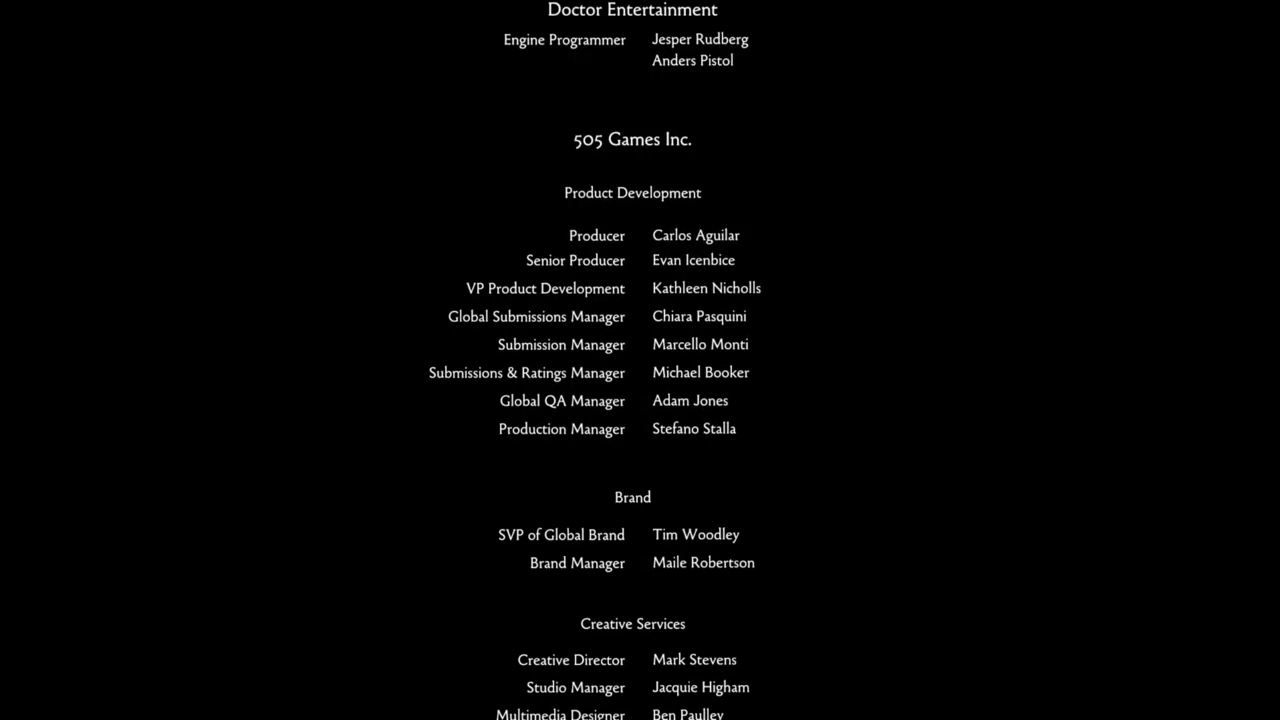 Doctor Entertainment
Engine Programmer Jesper Rudberg
Anders Pistol
505 Games Inc.
Product Development
Producer Carlos Aguilar
Senior Producer Evan Icenbice
VP Product Development Kathleen Nicholls
Global Submissions Manager Chiara Pasquini
Submission Manager Marcello Monti
Submissions & Ratings Manager Michael Booker
Global QA Manager Adam Jones
Production Manager Stefano Stalla
Brand
SVP of Global Brand Tim Woodley
Brand Manager Maile Robertson
Creative Services
Creative Director Mark Stevens
Studio Manager Jacquie Higham
Multimedia Designer Ben Paulley